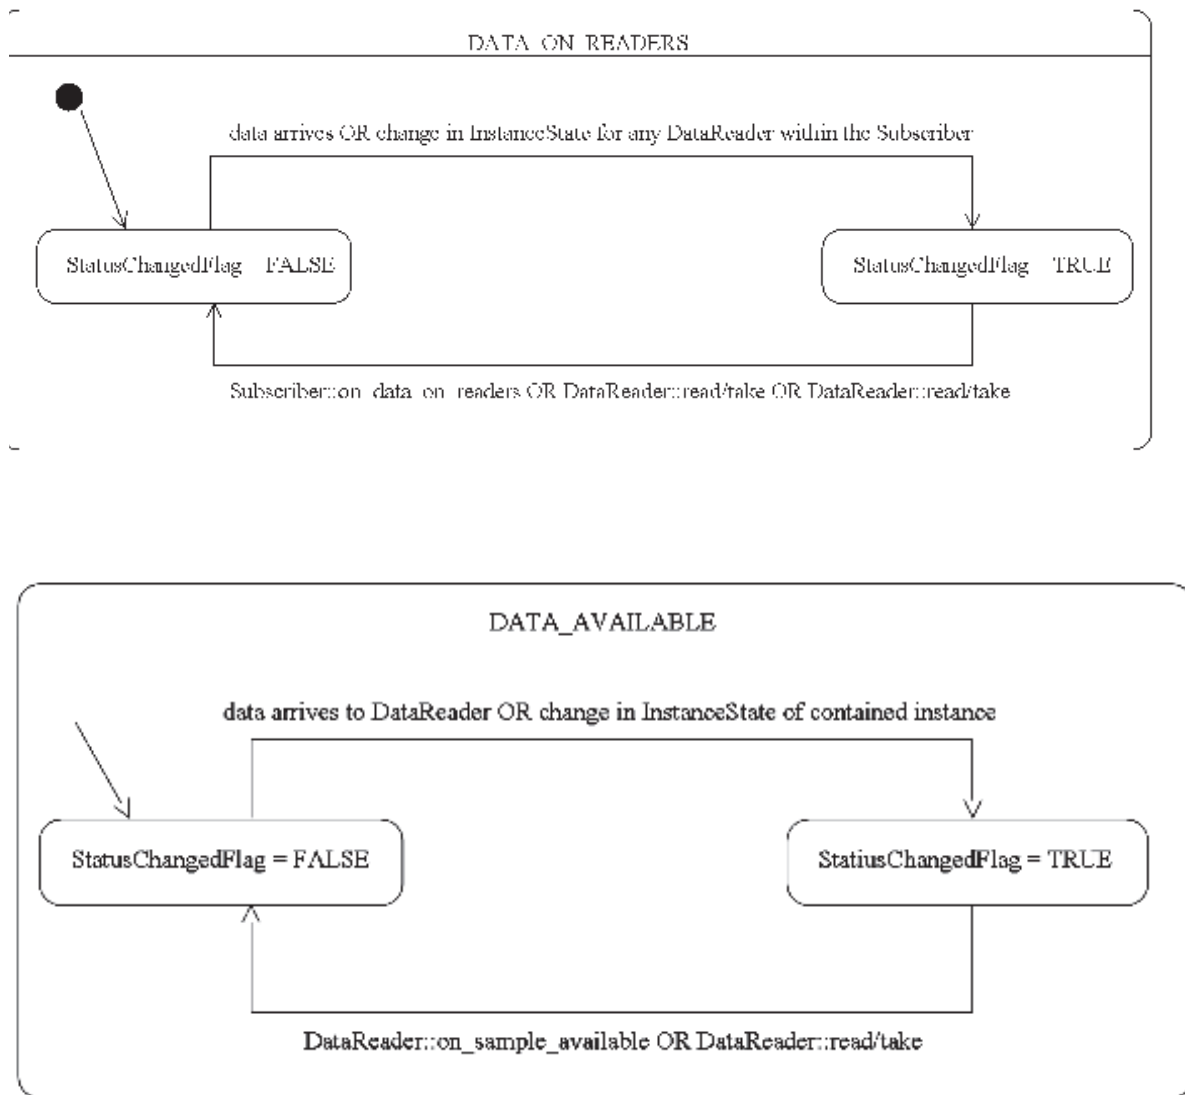 DATA_ON_READERS
data arrives OR change in InstanceState for any DataReader within the Subscriber
StatusChangedFlag FALSE
StatusChangedFlag TRUE
Subscriber::on_data_on_readers OR DataReader::read/take OR DataReader::read/take
DATA_AVAILABLE
data arrives to DataReader OR change in InstanceState of contained instance
StatusChangedFlag = FALSE
StatiusChangedFlag = TRUE
DataReader::on_sample_available OR DataReader::read/take